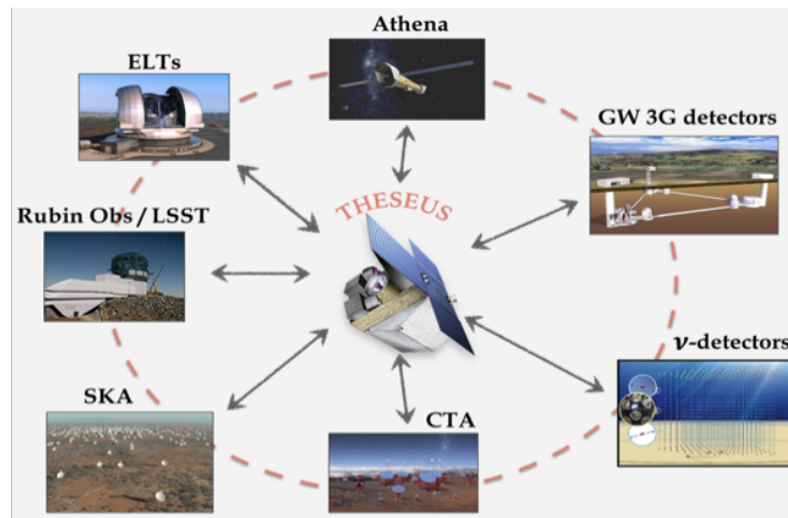 Athena
ELTs
GW 3G detectors
THESEUS
Rubin Obs / LSST
ν-detectors
SKA
CTA